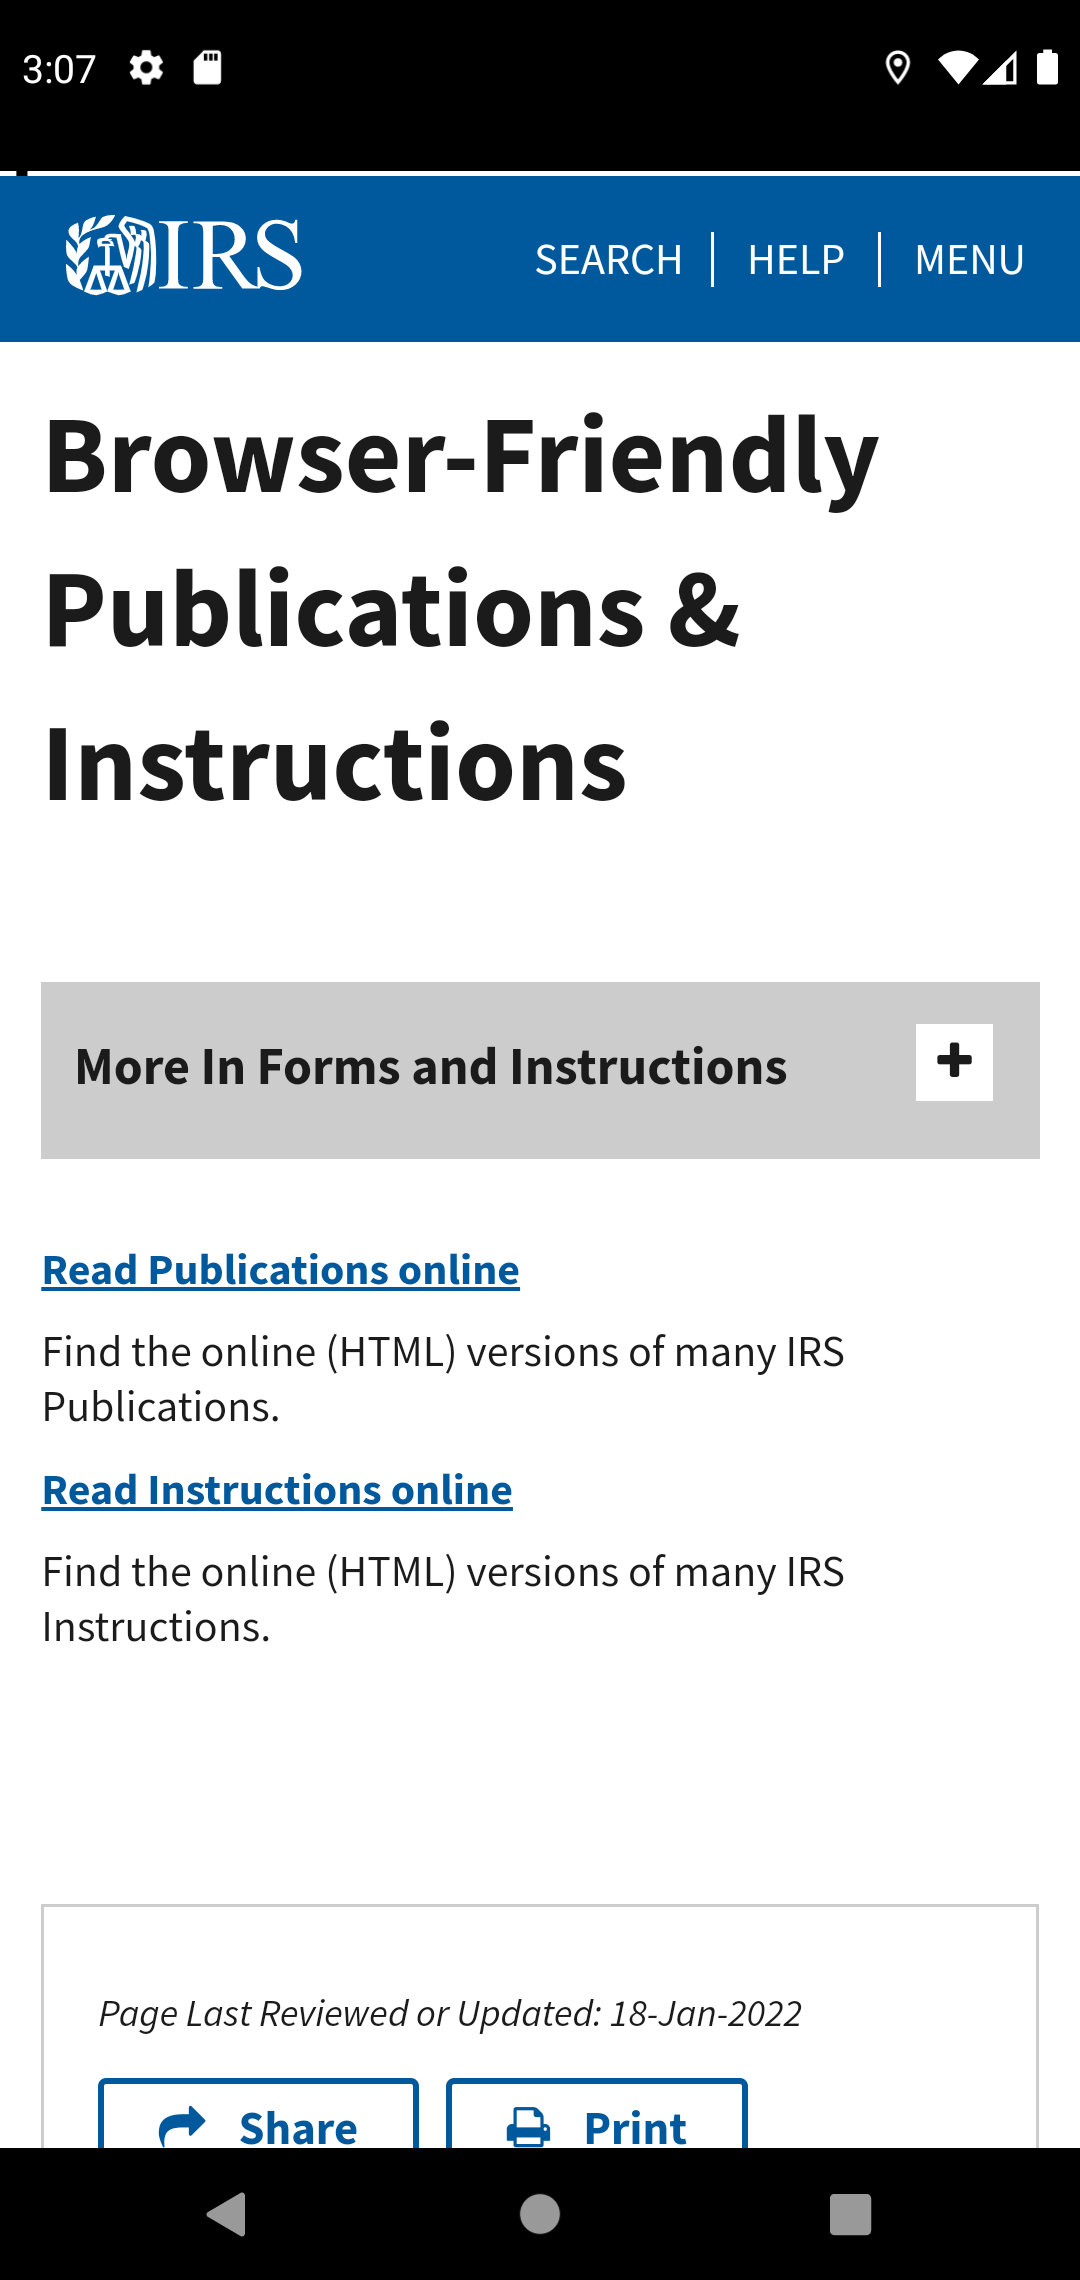 3:07
IRS
SEARCH
HELP
MENU
Browser-Friendly
Publications &
Instructions
More In Forms and Instructions
Read Publications online
Find the online (HTML) versions of many IRS
Publications.
Read Instructions online
Find the online (HTML) versions of many IRS
Instructions.
Page Last Reviewed or Updated: 18-Jan-2022
Share
Print